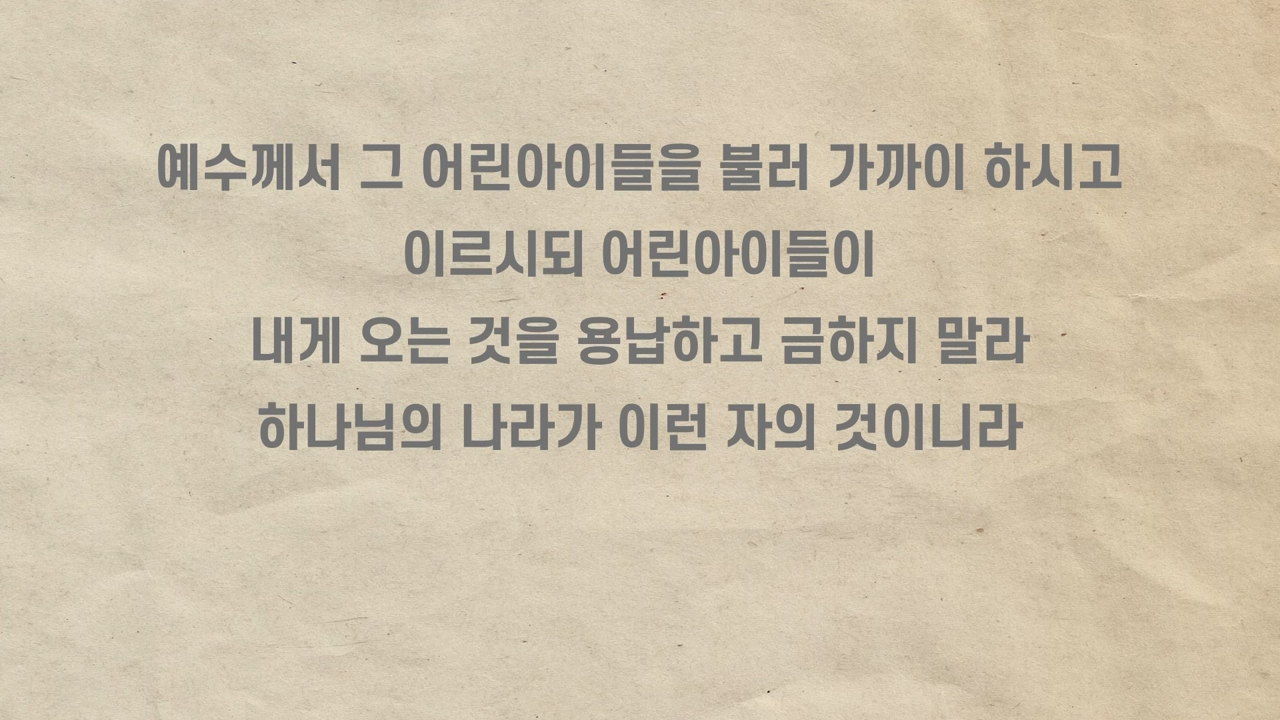 예수께서 그 어린아이들을 불러 가까이 하시고
이르시되 어린아이들이
내게 오는 것을 용납하고 금하지 말라
하나님의 나라가 이런 자의 것이니라